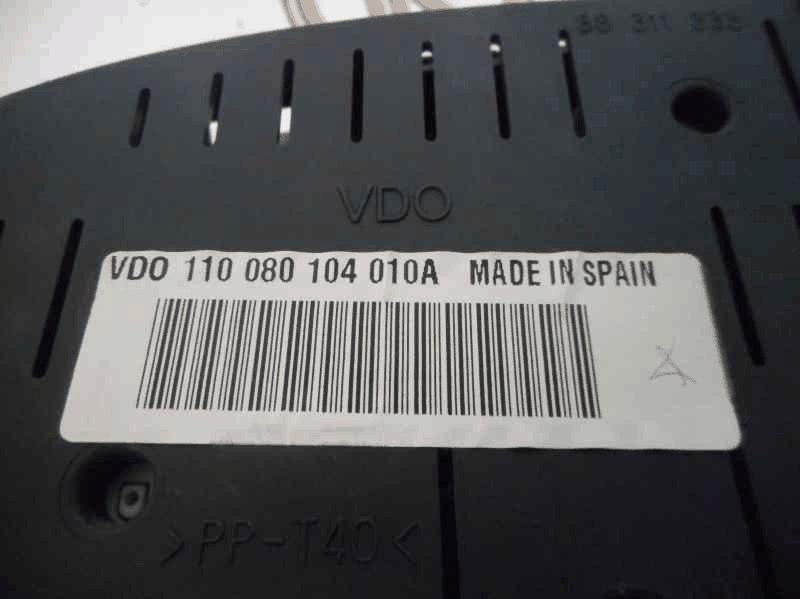 VDO
VDO 110 080 104 010A MADE IN SPAIN
>PP-T40<